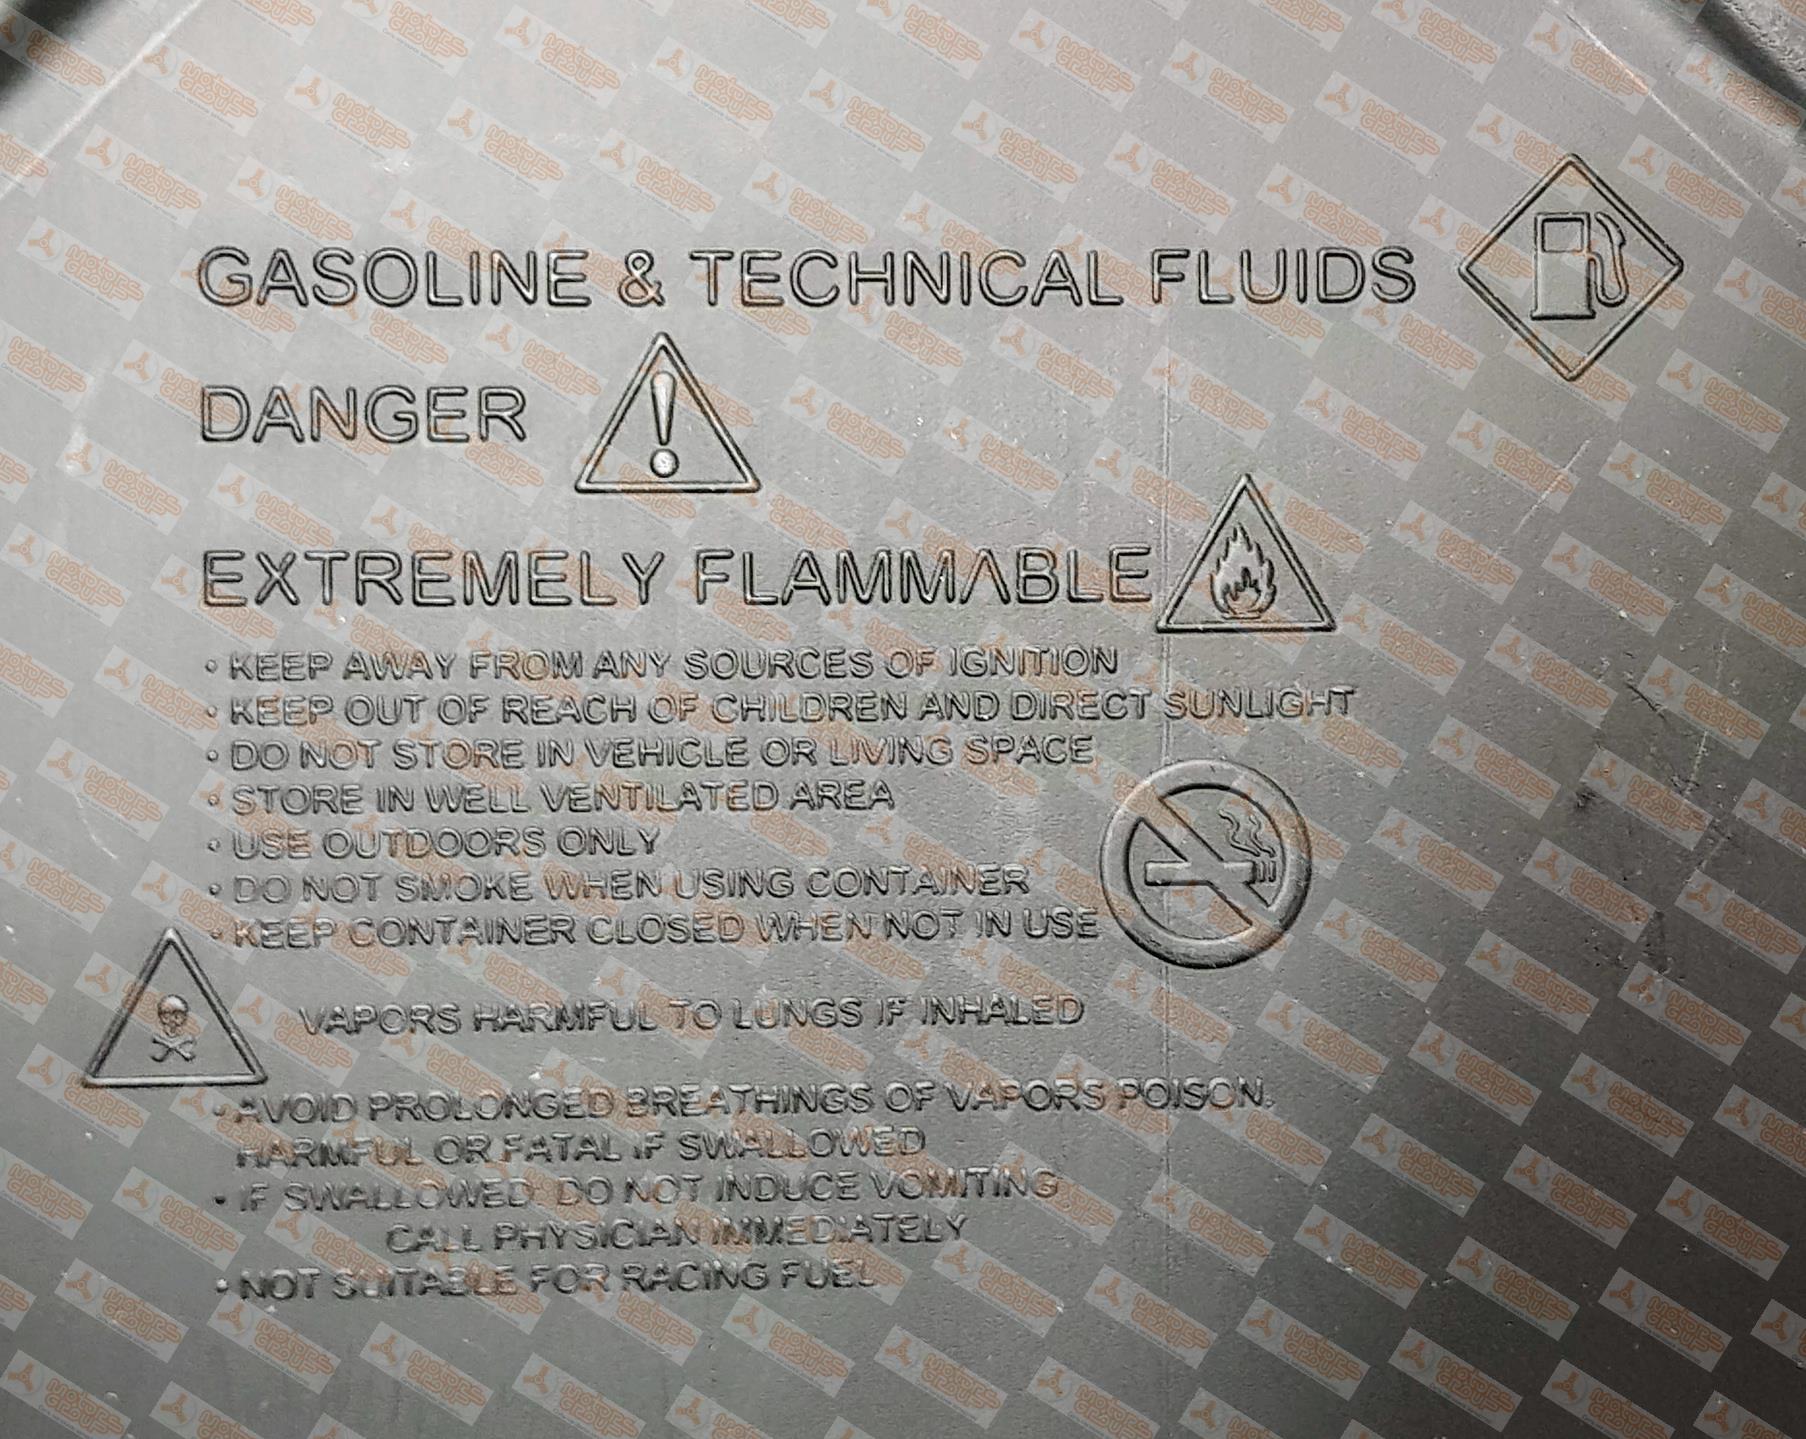 GASOLINE & TECHNICAL FLUIDS
DANGER
EXTREMELY FLAMMABLE
• KEEP AWAY FROM ANY SOURCES OF IGNITION
• KEEP OUT OF REACH OF CHILDREN AND DIRECT SUNLIGHT
• DO NOT STORE IN VEHICLE OR LIVING SPACE
• STORE IN WELL VENTILATED AREA
• USE OUTDOORS ONLY
• DO NOT SMOKE WHEN USING CONTAINER
• KEEP CONTAINER CLOSED WHEN NOT IN USE
VAPORS HARMFUL TO LUNGS IF INHALED
• AVOID PROLONGED BREATHINGS OF VAPORS POISON.
HARMFUL OR FATAL IF SWALLOWED
• IF SWALLOWED DO NOT INDUCE VOMITING
CALL PHYSICIAN IMMEDIATELY
• NOT SUITABLE FOR RACING FUEL